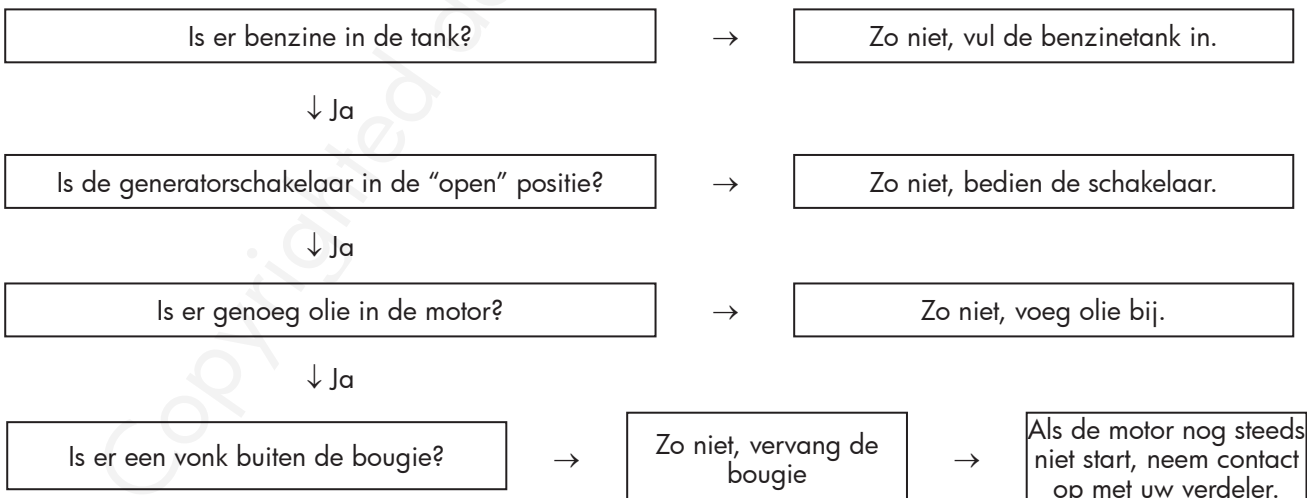 Is er benzine in de tank? → Zo niet, vul de benzinetank in.
↓ Ja
Is de generatorschakelaar in de “open” positie? → Zo niet, bedien de schakelaar.
↓ Ja
Is er genoeg olie in de motor? → Zo niet, voeg olie bij.
↓ Ja
Is er een vonk buiten de bougie? →
Zo niet, vervang de
bougie
→
Als de motor nog steeds
niet start, neem contact
op met uw verdeler.
Copyrighted